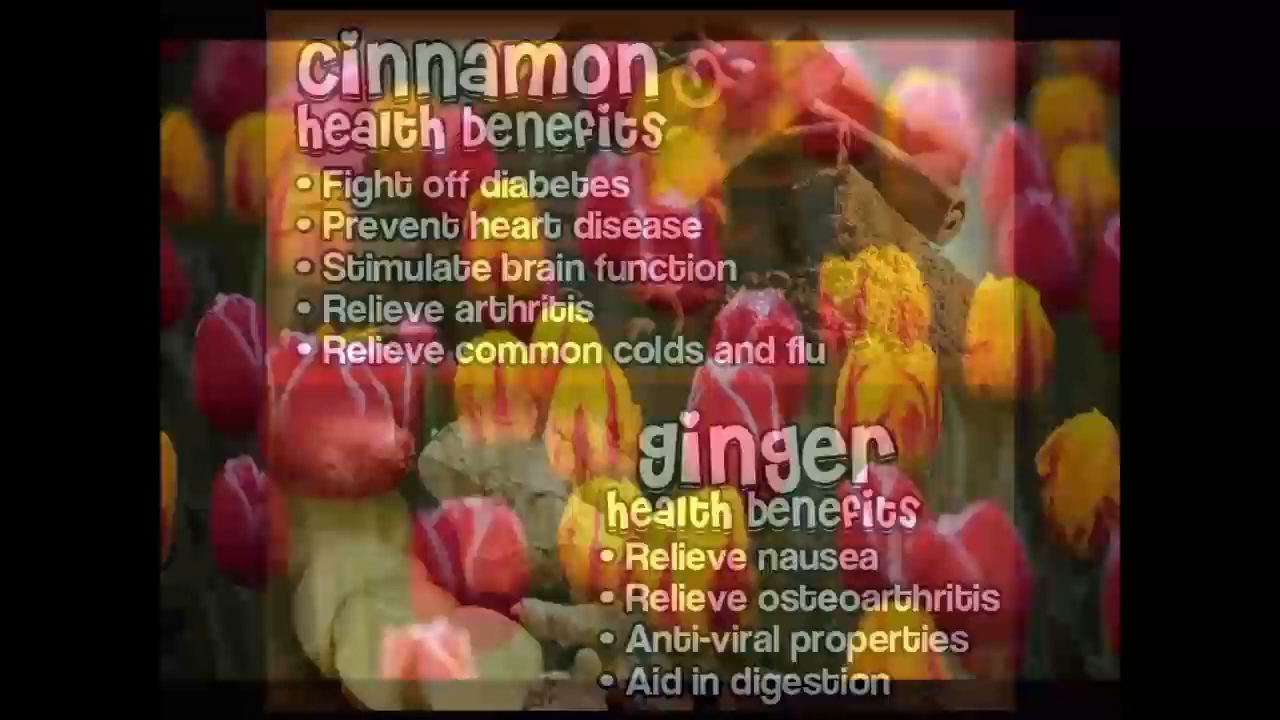 cinnamon
health benefits
• Fight off diabetes
• Prevent heart disease
• Stimulate brain function
• Relieve arthritis
• Relieve common colds and flu
ginger
health benefits
• Relieve nausea
• Relieve osteoarthritis
• Anti-viral properties
• Aid in digestion